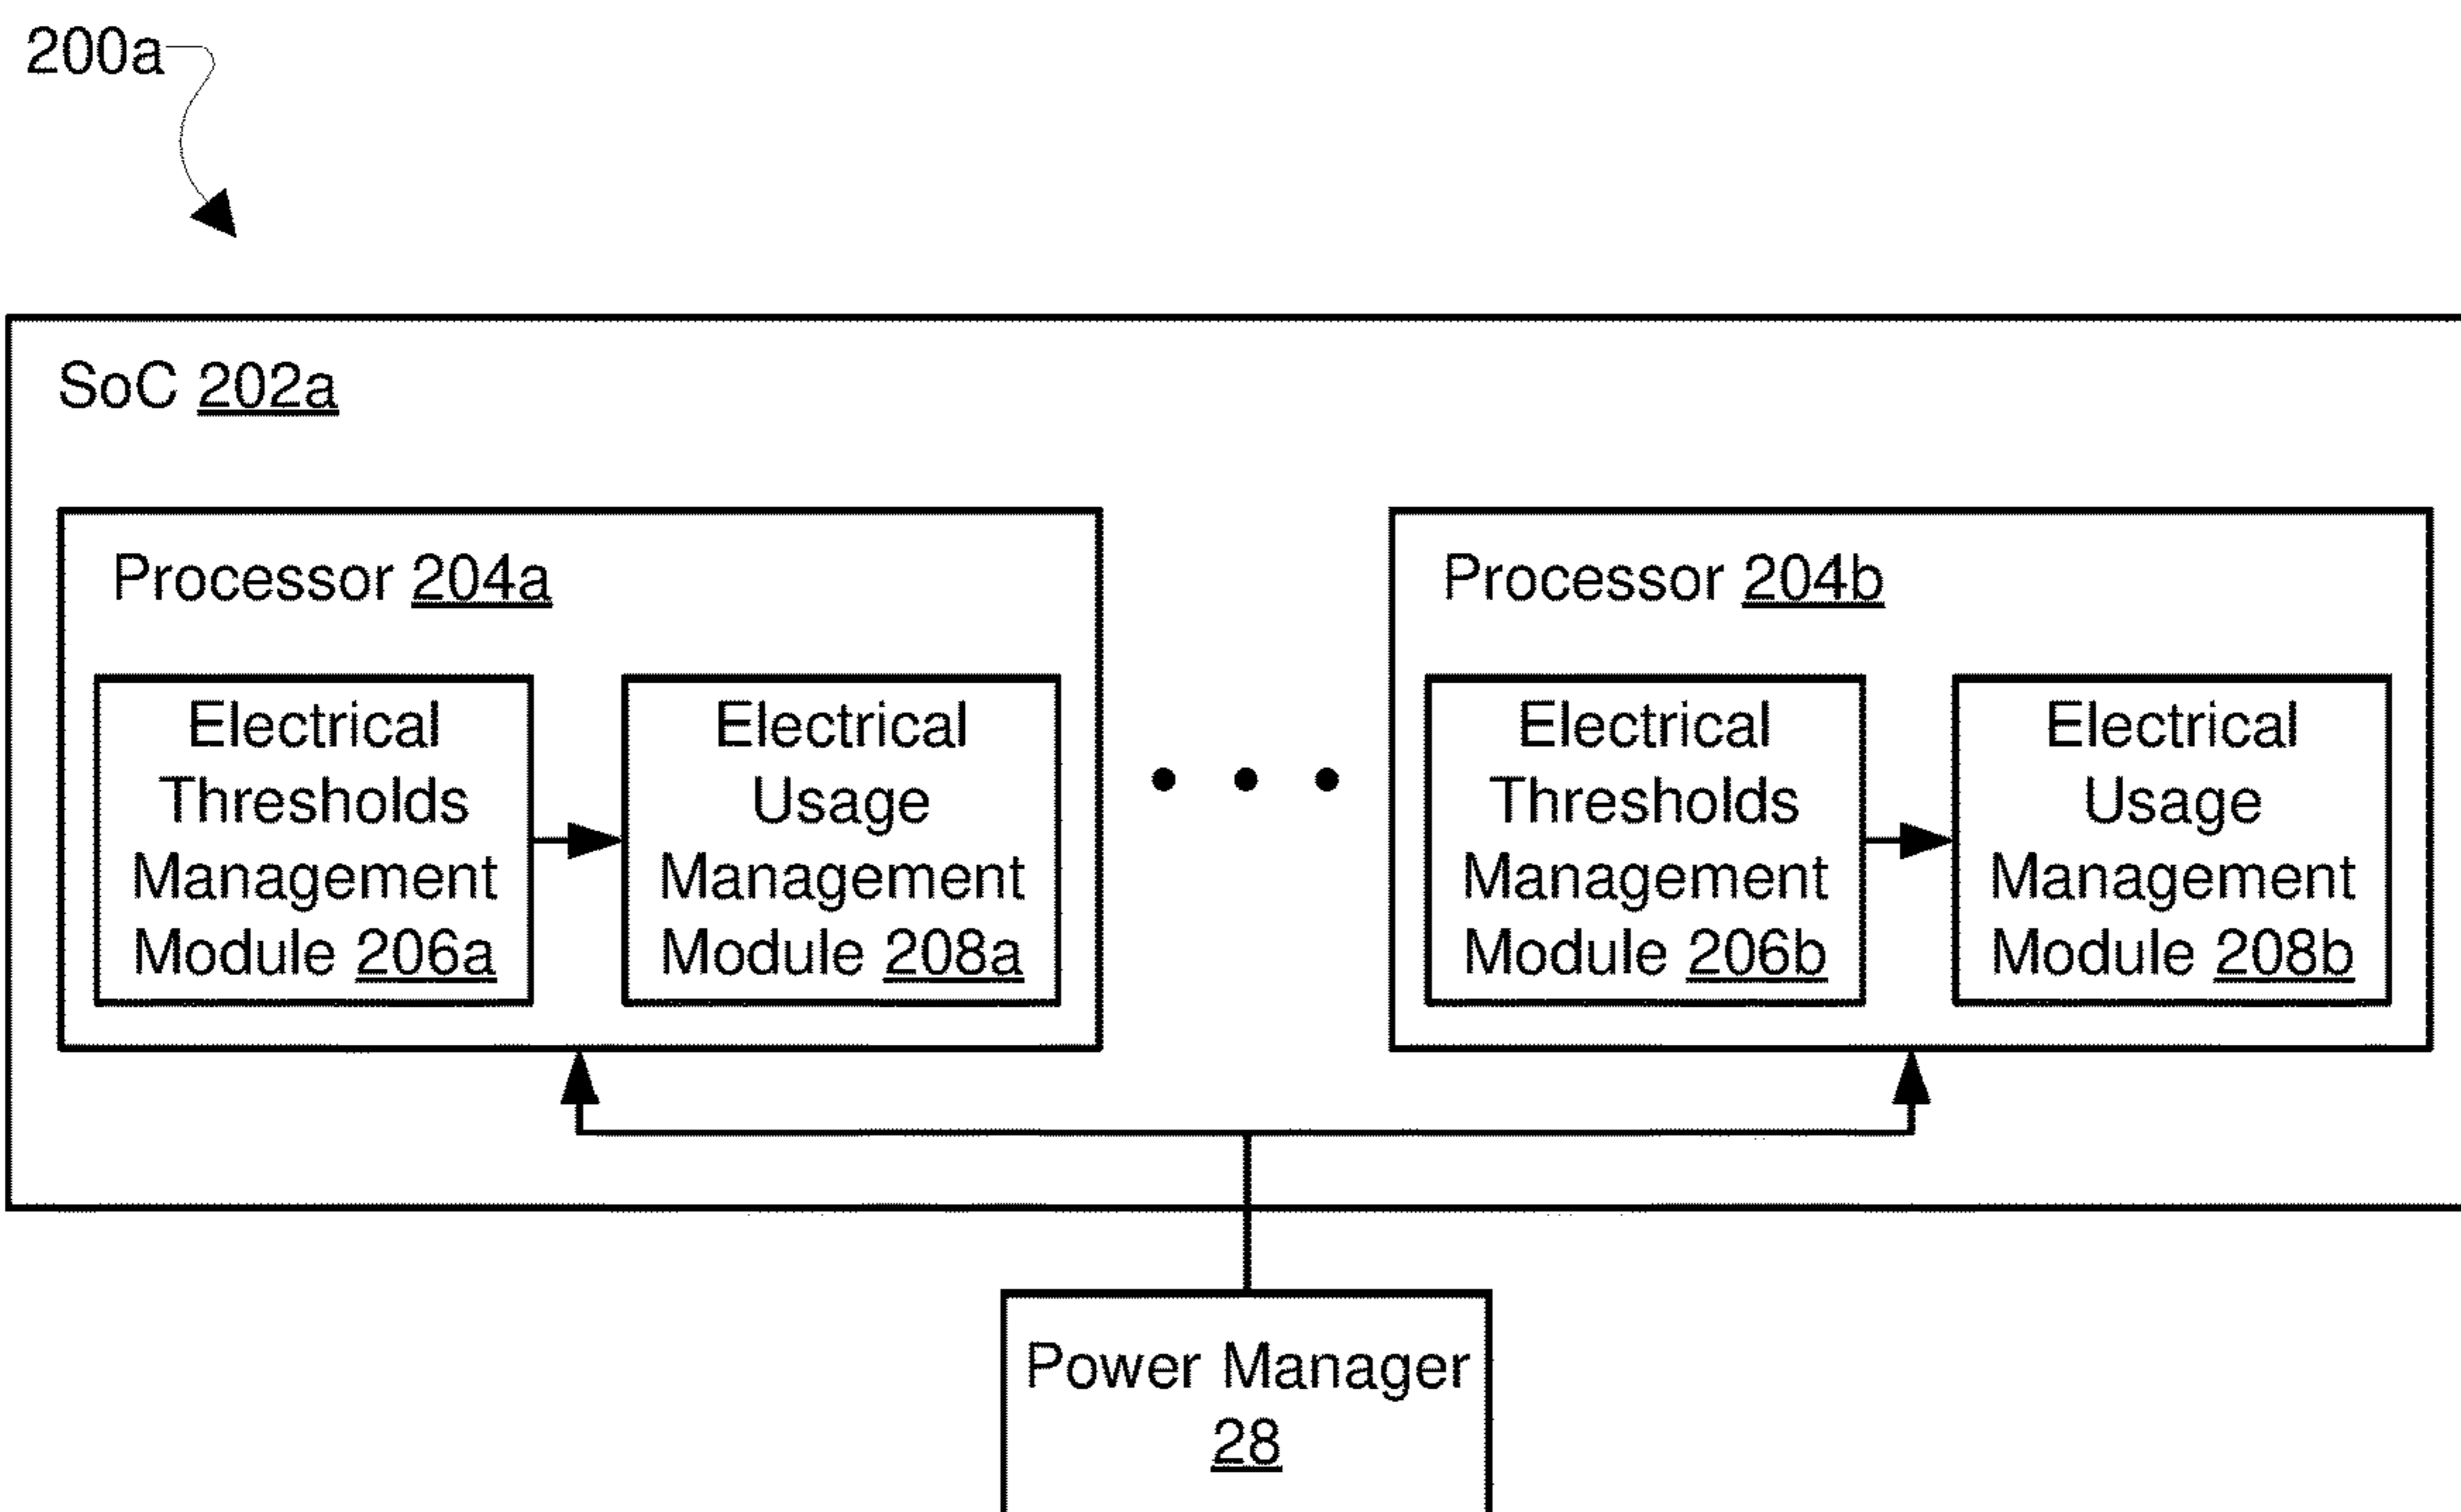 200a
SoC 202a
Processor 204a
Electrical
Thresholds
Management
Module 206a
Electrical
Usage
Management
Module 208a
Processor 204b
Electrical
Thresholds
Management
Module 206b
Electrical
Usage
Management
Module 208b
Power Manager
28